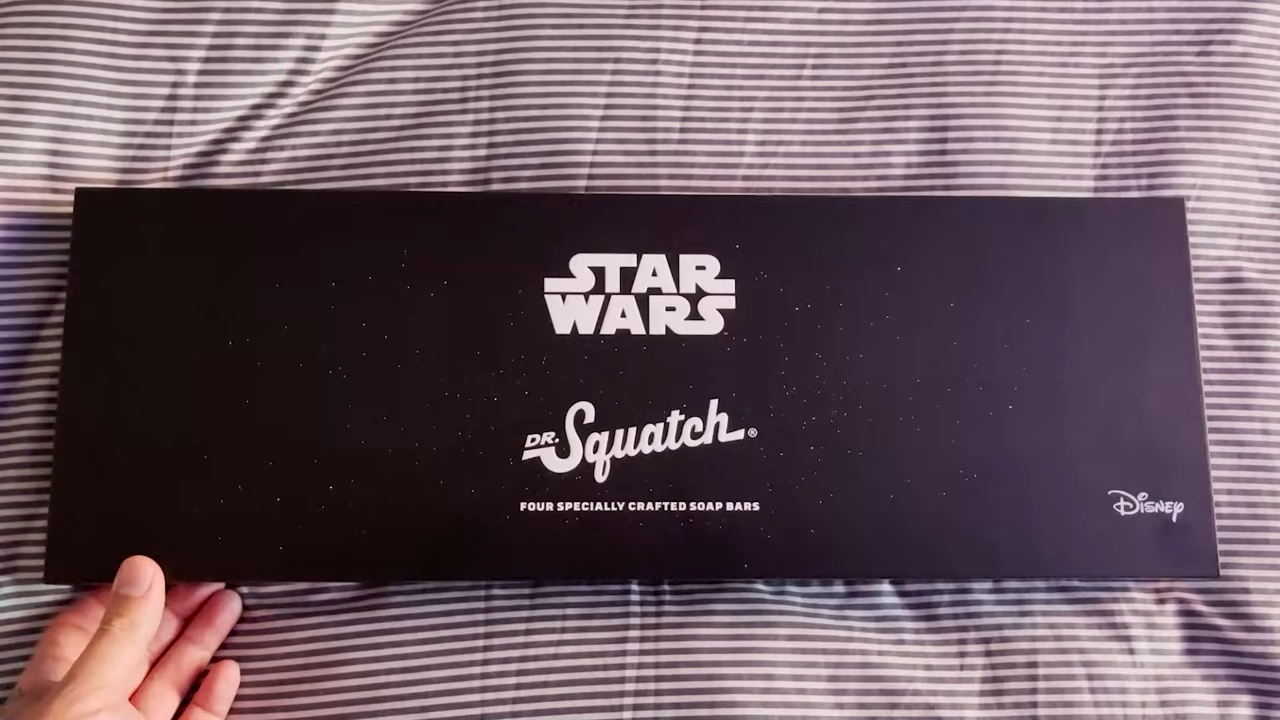 STAR
WARS
DR. Squatch®
FOUR SPECIALLY CRAFTED SOAP BARS
Disney